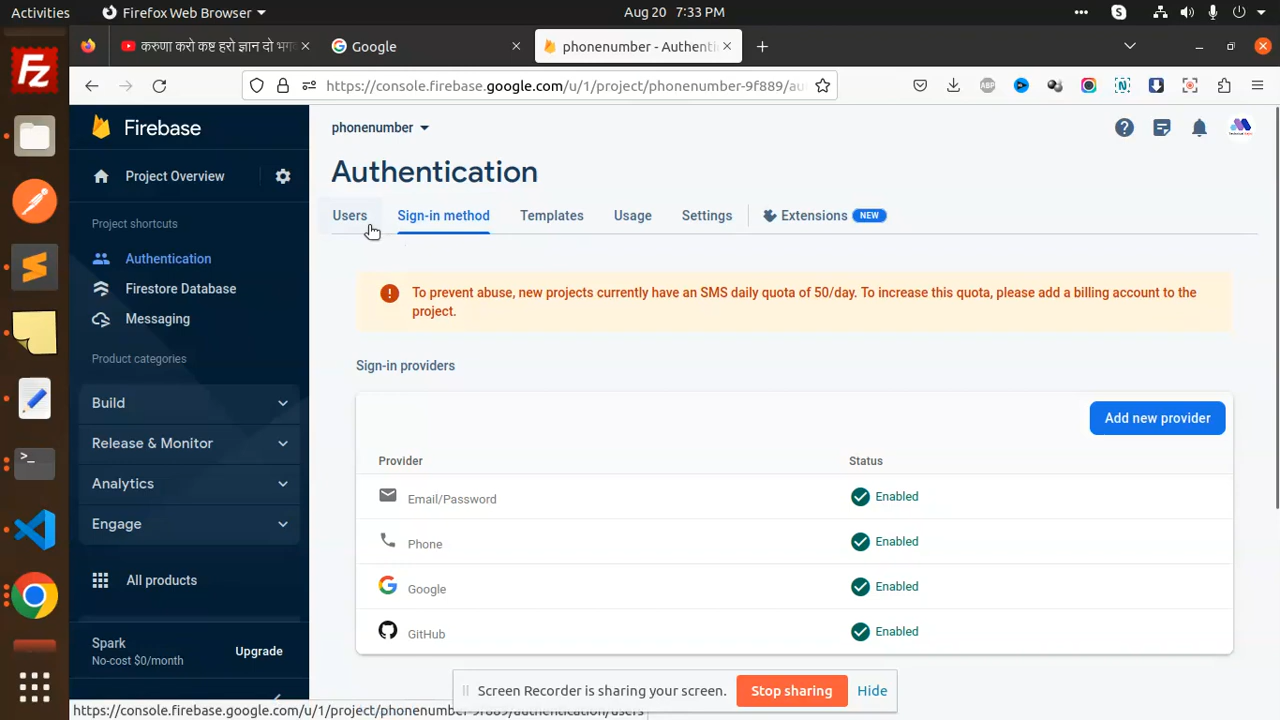 Activities
Firefox Web Browser
Aug 20 7:33 PM
करुणा करो कष्ट हरो ज्ञान दो भग
Google
phonenumber - Authenti
https://console.firebase.google.com/u/1/project/phonenumber-9f889/au
Firebase
phonenumber
Project Overview
Authentication
Users
Sign-in method
Templates
Usage
Settings
Extensions
NEW
Project shortcuts
Authentication
Firestore Database
Messaging
To prevent abuse, new projects currently have an SMS daily quota of 50/day. To increase this quota, please add a billing account to the
project.
Product categories
Build
Release & Monitor
Analytics
Engage
All products
Sign-in providers
Add new provider
Provider
Status
Email/Password
Enabled
Phone
Enabled
Google
Enabled
GitHub
Enabled
Spark
No-cost $0/month
Upgrade
Screen Recorder is sharing your screen.
Stop sharing
Hide
https://console.firebase.google.com/u/1/project/phonenumber-9f889/authentication/users